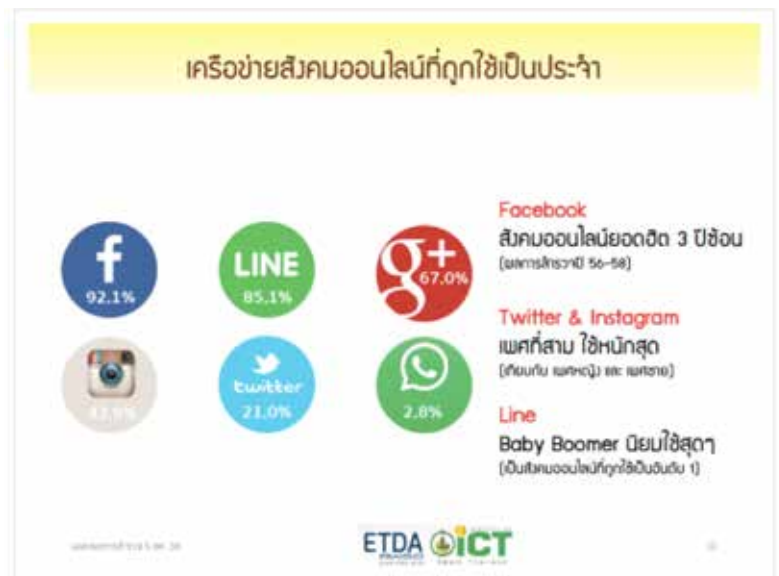 เครือข่ายสังคมออนไลน์ที่ถูกใช้เป็นประจำ
f
92.1%
LINE
85.1%
g+
67.0%
twitter
21.0%
2.8%
Facebook
สังคมออนไลน์ยอดฮิต 3 ปีซ้อน
(ผลการสำรวจปี 56-58)
Twitter & Instagram
เพศที่สาม ใช้หนักสุด
(เทียบกับ เพศหญิง และ เพศชาย)
Line
Baby Boomer นิยมใช้สุดๆ
(เป็นสังคมออนไลน์ที่ถูกใช้เป็นอันดับ 1)
ETDA iCT